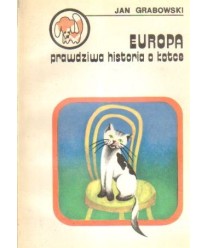 JAN GRABOWSKI
EUROPA
prawdziwa historia o kotce